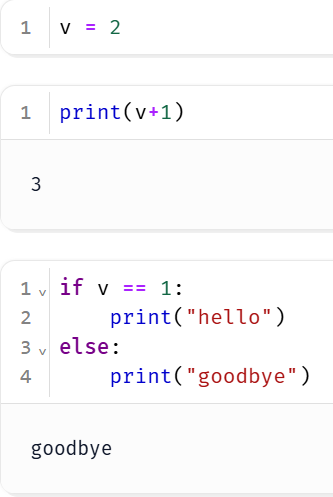 1 v = 2
1 print(v+1)
3
1 if v == 1:
2     print("hello")
3 else:
4     print("goodbye")
goodbye